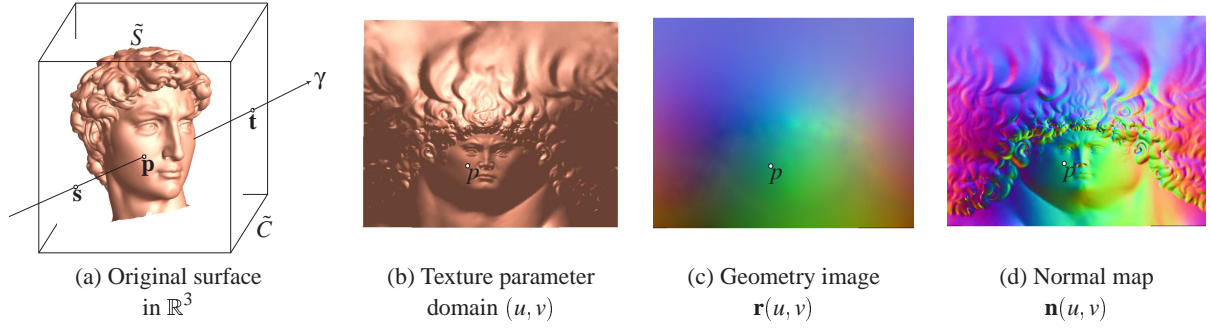 S̃
γ
t
p
s
C̃
p
p
p
(a) Original surface
in ℝ³
(b) Texture parameter
domain (u, v)
(c) Geometry image
r(u, v)
(d) Normal map
n(u, v)